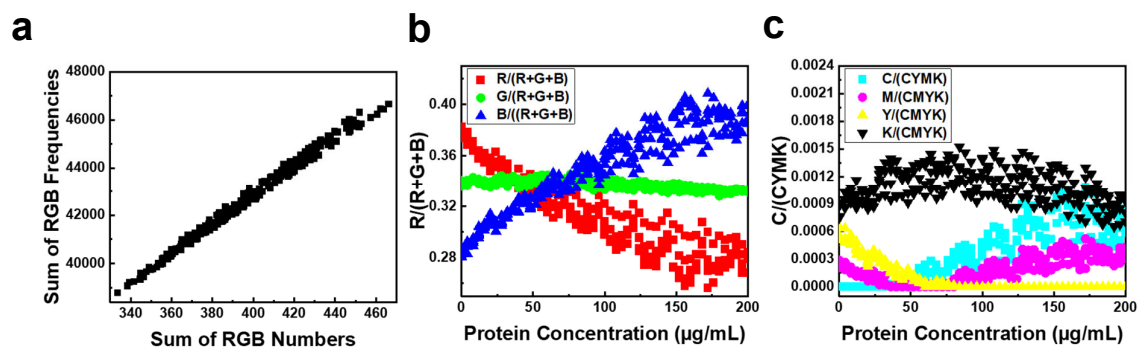 a
b
c
Sum of RGB Frequencies
48000
46000
44000
42000
40000
340 360 380 400 420 440 460
Sum of RGB Numbers
R/(R+G+B)
0.40
0.36
0.32
0.28
R/(R+G+B)
G/(R+G+B)
B/((R+G+B)
0 50 100 150 200
Protein Concentration (µg/mL)
C/(CYMK)
0.0024
0.0021
0.0018
0.0015
0.0012
0.0009
0.0006
0.0003
0.0000
C/(CYMK)
M/(CMYK)
Y/(CMYK)
K/(CMYK)
0 50 100 150 200
Protein Concentration (µg/mL)